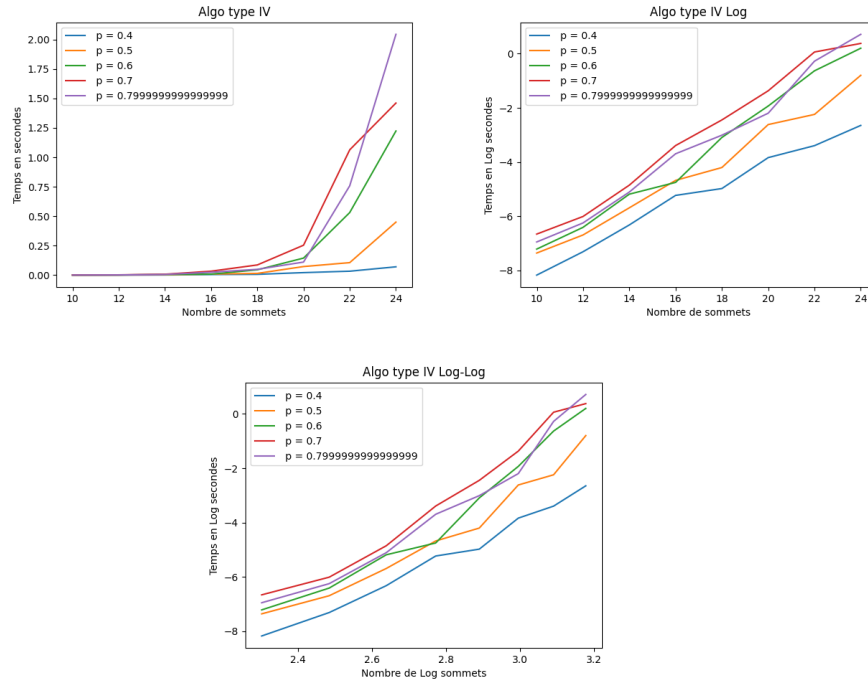 Algo type IV
p = 0.4
p = 0.5
p = 0.6
p = 0.7
p = 0.7999999999999999
Temps en secondes
2.00
1.75
1.50
1.25
1.00
0.75
0.50
0.25
0.00
10 12 14 16 18 20 22 24
Nombre de sommets
Algo type IV Log
p = 0.4
p = 0.5
p = 0.6
p = 0.7
p = 0.7999999999999999
Temps en Log secondes
0
−2
−4
−6
−8
10 12 14 16 18 20 22 24
Nombre de sommets
Algo type IV Log-Log
p = 0.4
p = 0.5
p = 0.6
p = 0.7
p = 0.7999999999999999
Temps en Log secondes
0
−2
−4
−6
−8
2.4 2.6 2.8 3.0 3.2
Nombre de Log sommets